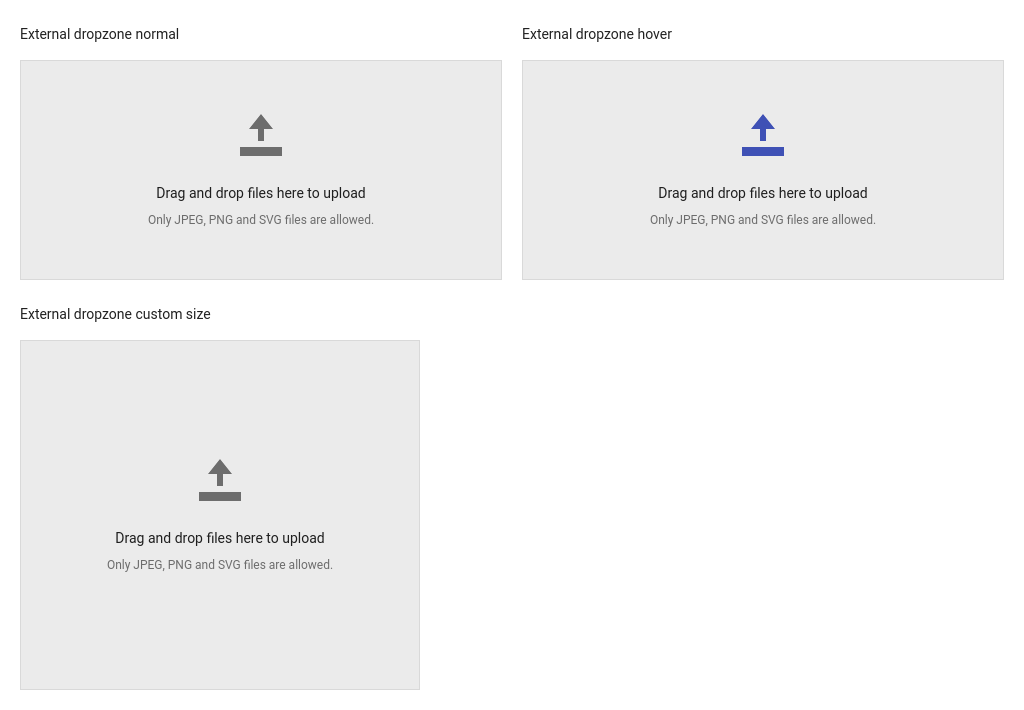 External dropzone normal
External dropzone hover
Drag and drop files here to upload
Only JPEG, PNG and SVG files are allowed.
Drag and drop files here to upload
Only JPEG, PNG and SVG files are allowed.
External dropzone custom size
Drag and drop files here to upload
Only JPEG, PNG and SVG files are allowed.